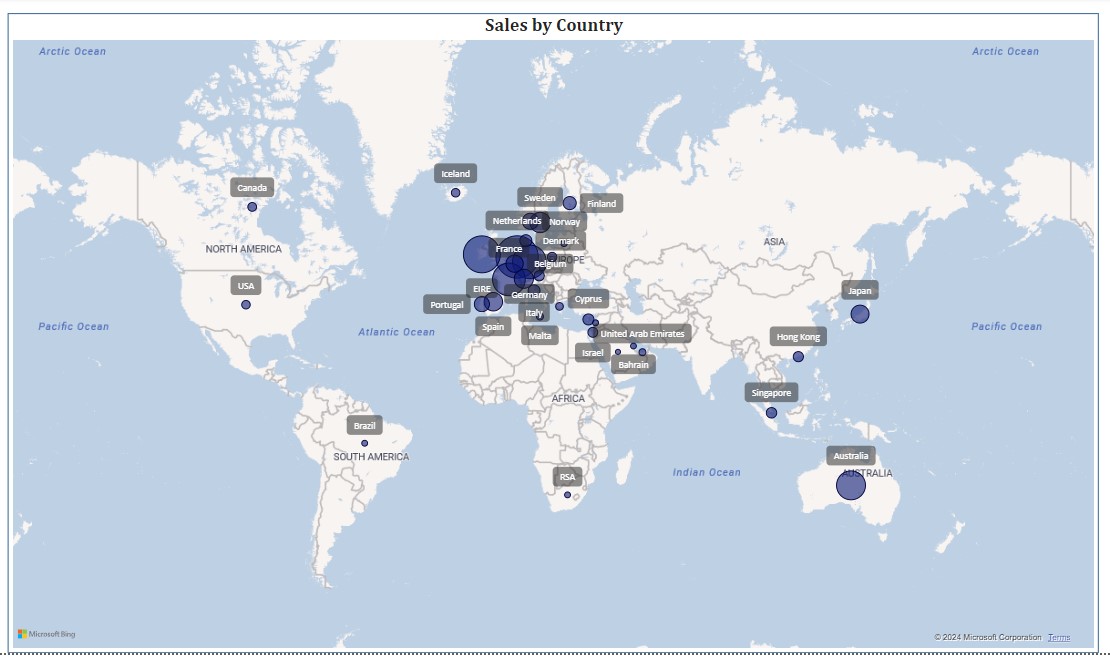 Sales by Country
Arctic Ocean
Arctic Ocean
Iceland
Canada
Sweden
Finland
Netherlands
Norway
NORTH AMERICA
France
Denmark
ASIA
Belgium
EUROPE
USA
EIRE
Germany
Cyprus
Japan
Portugal
Italy
Pacific Ocean
Atlantic Ocean
Spain
Malta
United Arab Emirates
Hong Kong
Pacific Ocean
Israel
Bahrain
AFRICA
Singapore
Brazil
SOUTH AMERICA
Indian Ocean
RSA
Australia
AUSTRALIA
Microsoft Bing
© 2024 Microsoft Corporation Terms